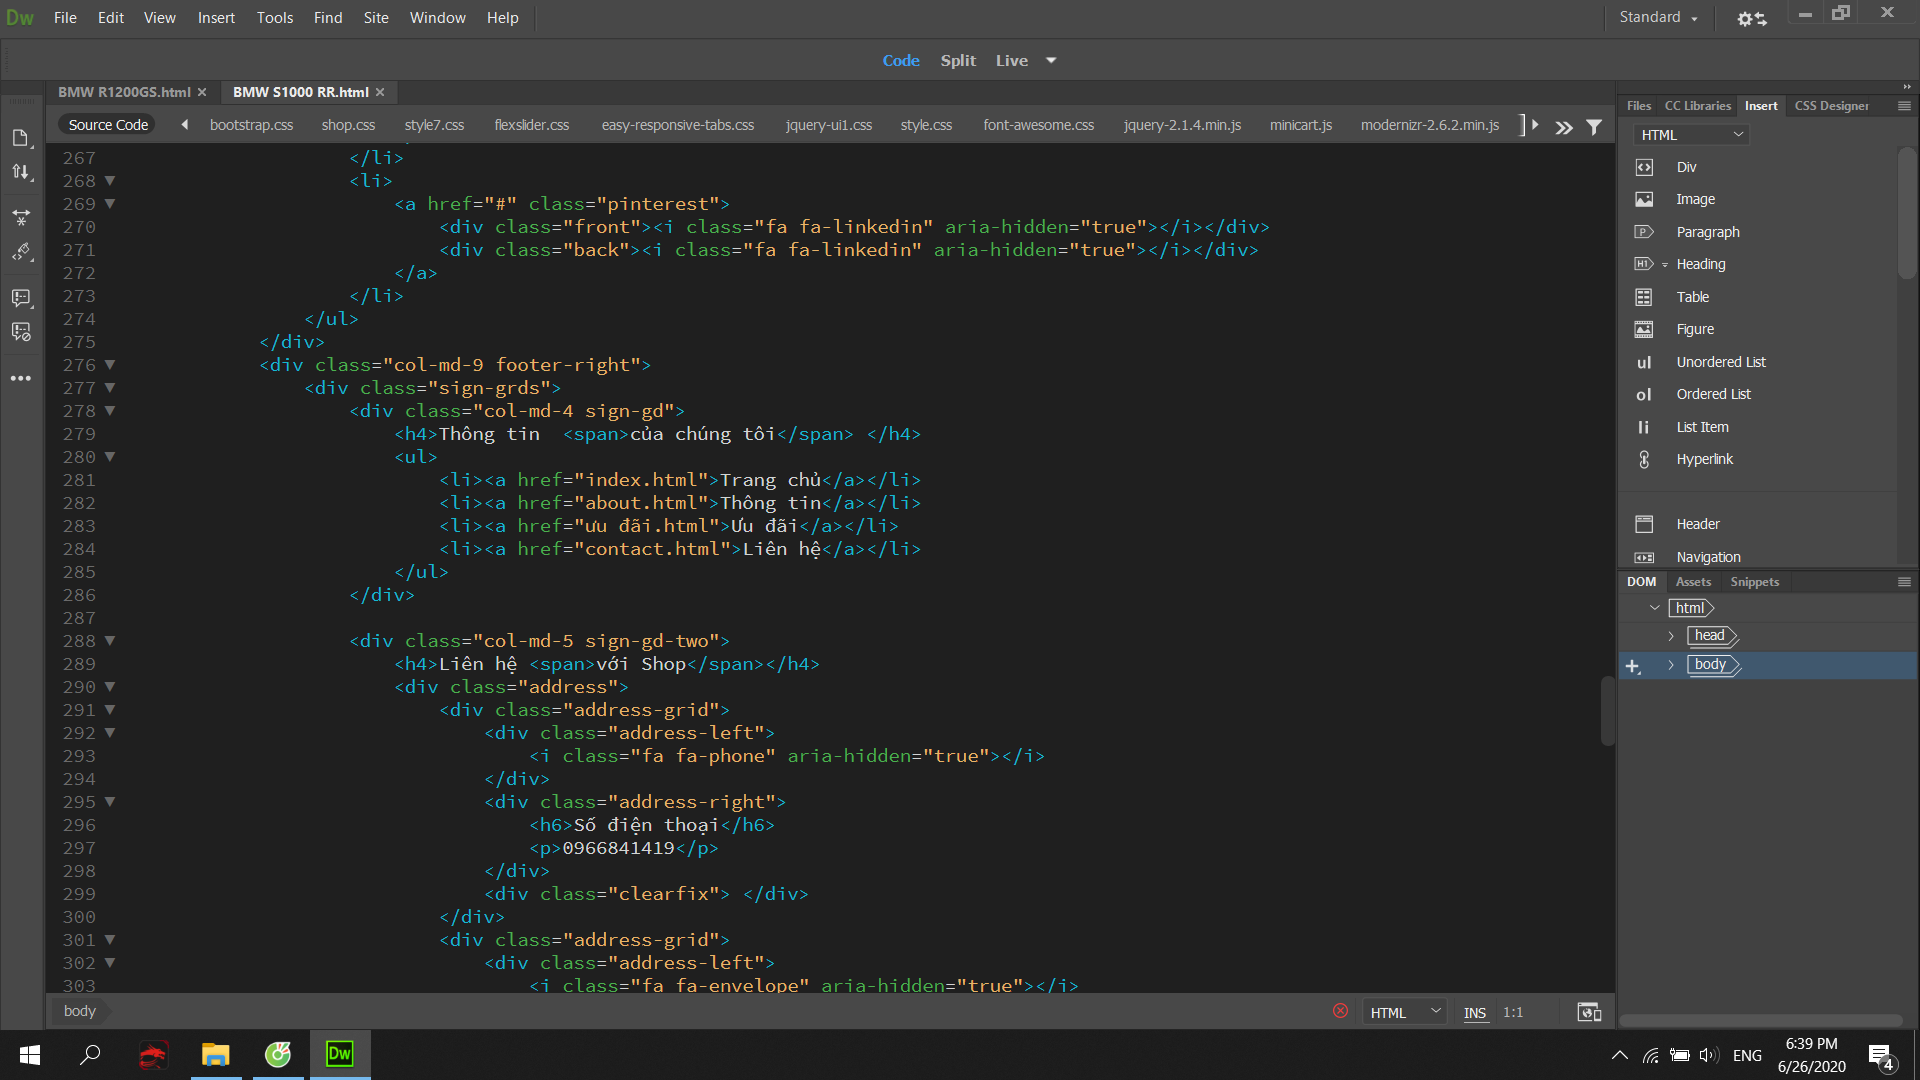 Dw File Edit View Insert Tools Find Site Window Help Standard
Code Split Live
BMW R1200GS.html BMW S1000 RR.html
Source Code bootstrap.css shop.css style7.css flexslider.css easy-responsive-tabs.css jquery-ui1.css style.css font-awesome.css jquery-2.1.4.min.js minicart.js modernizr-2.6.2.min.js
267 </li>
268 <li>
269 <a href="#" class="pinterest">
270 <div class="front"><i class="fa fa-linkedin" aria-hidden="true"></i></div>
271 <div class="back"><i class="fa fa-linkedin" aria-hidden="true"></i></div>
272 </a>
273 </li>
274 </ul>
275 </div>
276 <div class="col-md-9 footer-right">
277 <div class="sign-grds">
278 <div class="col-md-4 sign-gd">
279 <h4>Thông tin  <span>của chúng tôi</span> </h4>
280 <ul>
281 <li><a href="index.html">Trang chủ</a></li>
282 <li><a href="about.html">Thông tin</a></li>
283 <li><a href="ưu đãi.html">Ưu đãi</a></li>
284 <li><a href="contact.html">Liên hệ</a></li>
285 </ul>
286 </div>
287
288 <div class="col-md-5 sign-gd-two">
289 <h4>Liên hệ <span>với Shop</span></h4>
290 <div class="address">
291 <div class="address-grid">
292 <div class="address-left">
293 <i class="fa fa-phone" aria-hidden="true"></i>
294 </div>
295 <div class="address-right">
296 <h6>Số điện thoại</h6>
297 <p>0966841419</p>
298 </div>
299 <div class="clearfix"> </div>
300 </div>
301 <div class="address-grid">
302 <div class="address-left">
303 <i class="fa fa-envelope" aria-hidden="true"></i>
body HTML INS 1:1
Files CC Libraries Insert CSS Designer
HTML
Div
Image
Paragraph
H1 Heading
Table
Figure
ul Unordered List
ol Ordered List
li List Item
Hyperlink
Header
Navigation
DOM Assets Snippets
html
head
body
Dw
ENG
6:39 PM
6/26/2020
4